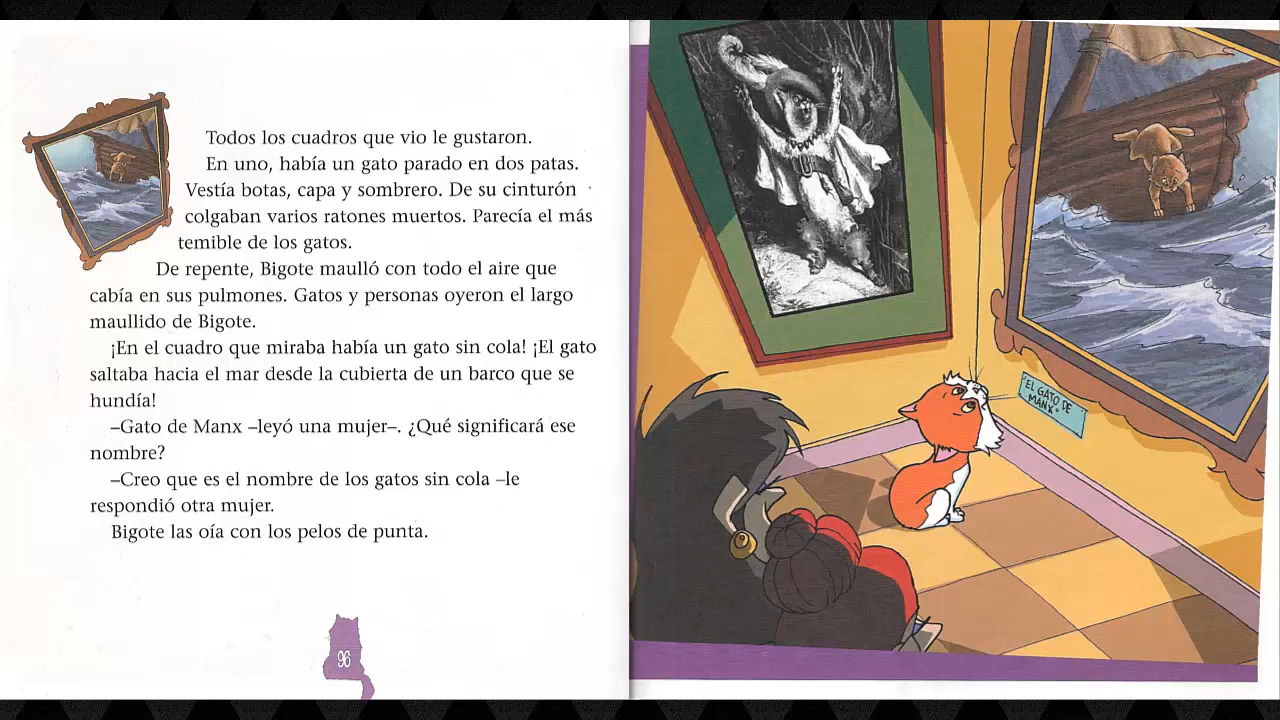 Todos los cuadros que vio le gustaron.
En uno, había un gato parado en dos patas.
Vestía botas, capa y sombrero. De su cinturón
colgaban varios ratones muertos. Parecía el más
temible de los gatos.
De repente, Bigote maulló con todo el aire que
cabía en sus pulmones. Gatos y personas oyeron el largo
maullido de Bigote.
¡En el cuadro que miraba había un gato sin cola! ¡El gato
saltaba hacia el mar desde la cubierta de un barco que se
hundía!
–Gato de Manx –leyó una mujer–. ¿Qué significará ese
nombre?
–Creo que es el nombre de los gatos sin cola –le
respondió otra mujer.
Bigote las oía con los pelos de punta.
96
"EL GATO DE
MANX"